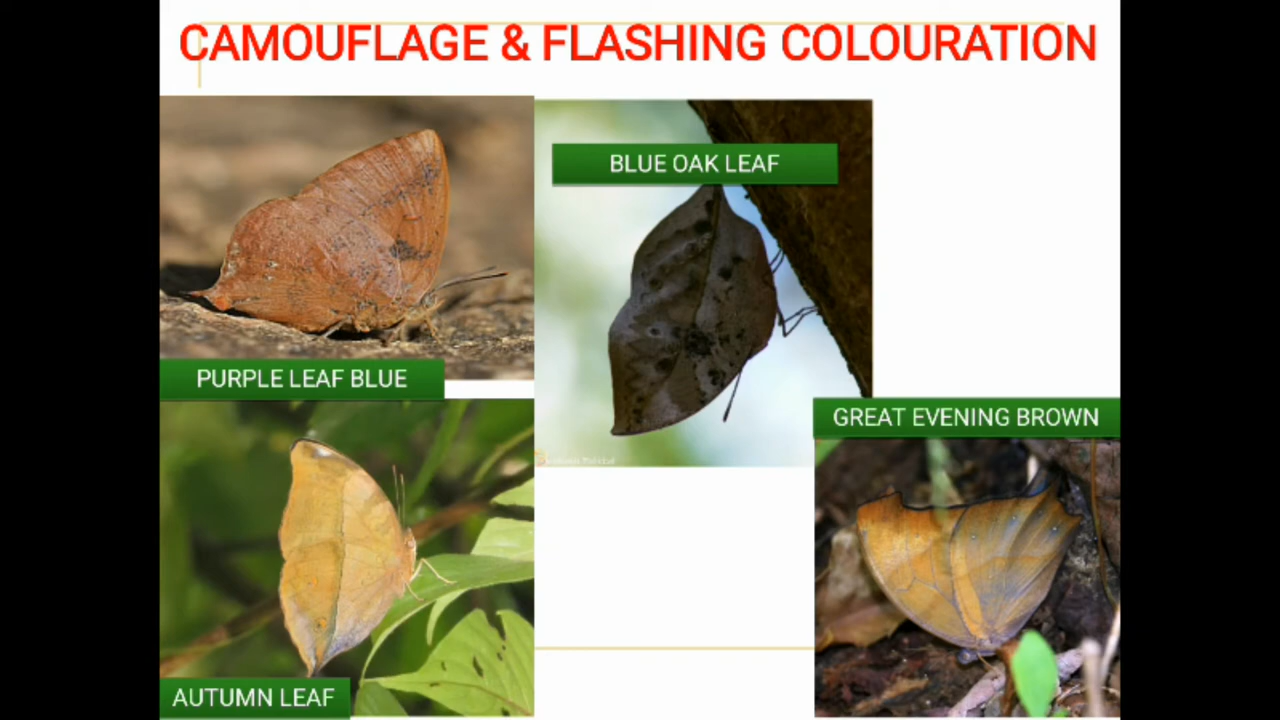 CAMOUFLAGE & FLASHING COLOURATION
BLUE OAK LEAF
PURPLE LEAF BLUE
GREAT EVENING BROWN
AUTUMN LEAF